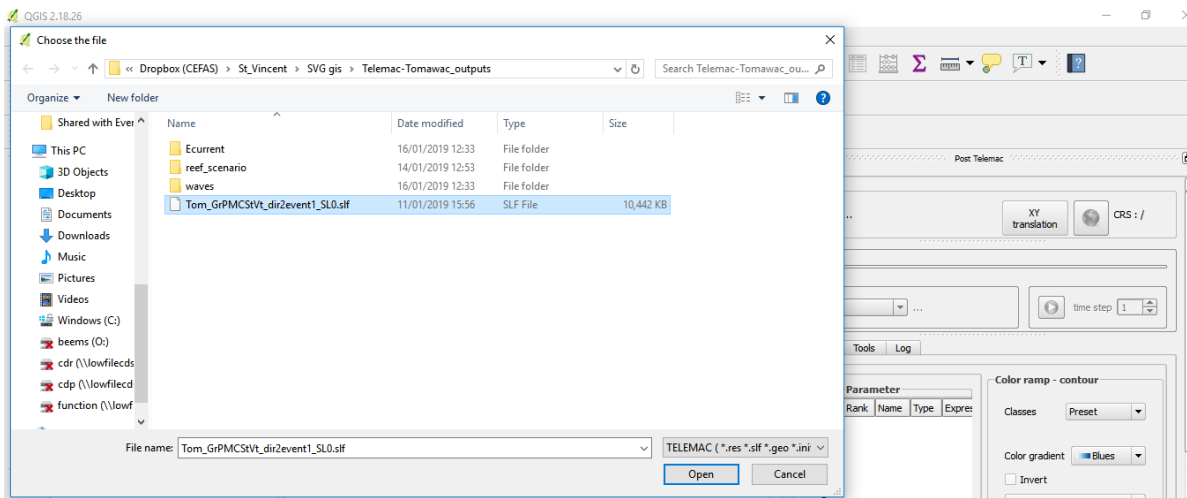 QGIS 2.18.26
Choose the file
« Dropbox (CEFAS) › St_Vincent › SVG gis › Telemac-Tomawac_outputs
Search Telemac-Tomawac_ou...
Organize
New folder
Shared with Ever
This PC
3D Objects
Desktop
Documents
Downloads
Music
Pictures
Videos
Windows (C:)
beems (O:)
cdr (\\lowfilecds
cdp (\\lowfilecd
function (\\lowf
Name Date modified Type Size
Ecurrent 16/01/2019 12:33 File folder
reef_scenario 14/01/2019 12:53 File folder
waves 16/01/2019 12:33 File folder
Tom_GrPMCStVt_dir2event1_SL0.slf 11/01/2019 15:56 SLF File 10,442 KB
File name: Tom_GrPMCStVt_dir2event1_SL0.slf
TELEMAC ( *.res *.slf *.geo *.init
Open Cancel
Post Telemac
..
XY
translation
CRS : /
...
time step 1
Tools Log
Parameter
Rank Name Type Expres
Color ramp - contour
Classes Preset
Color gradient Blues
Invert